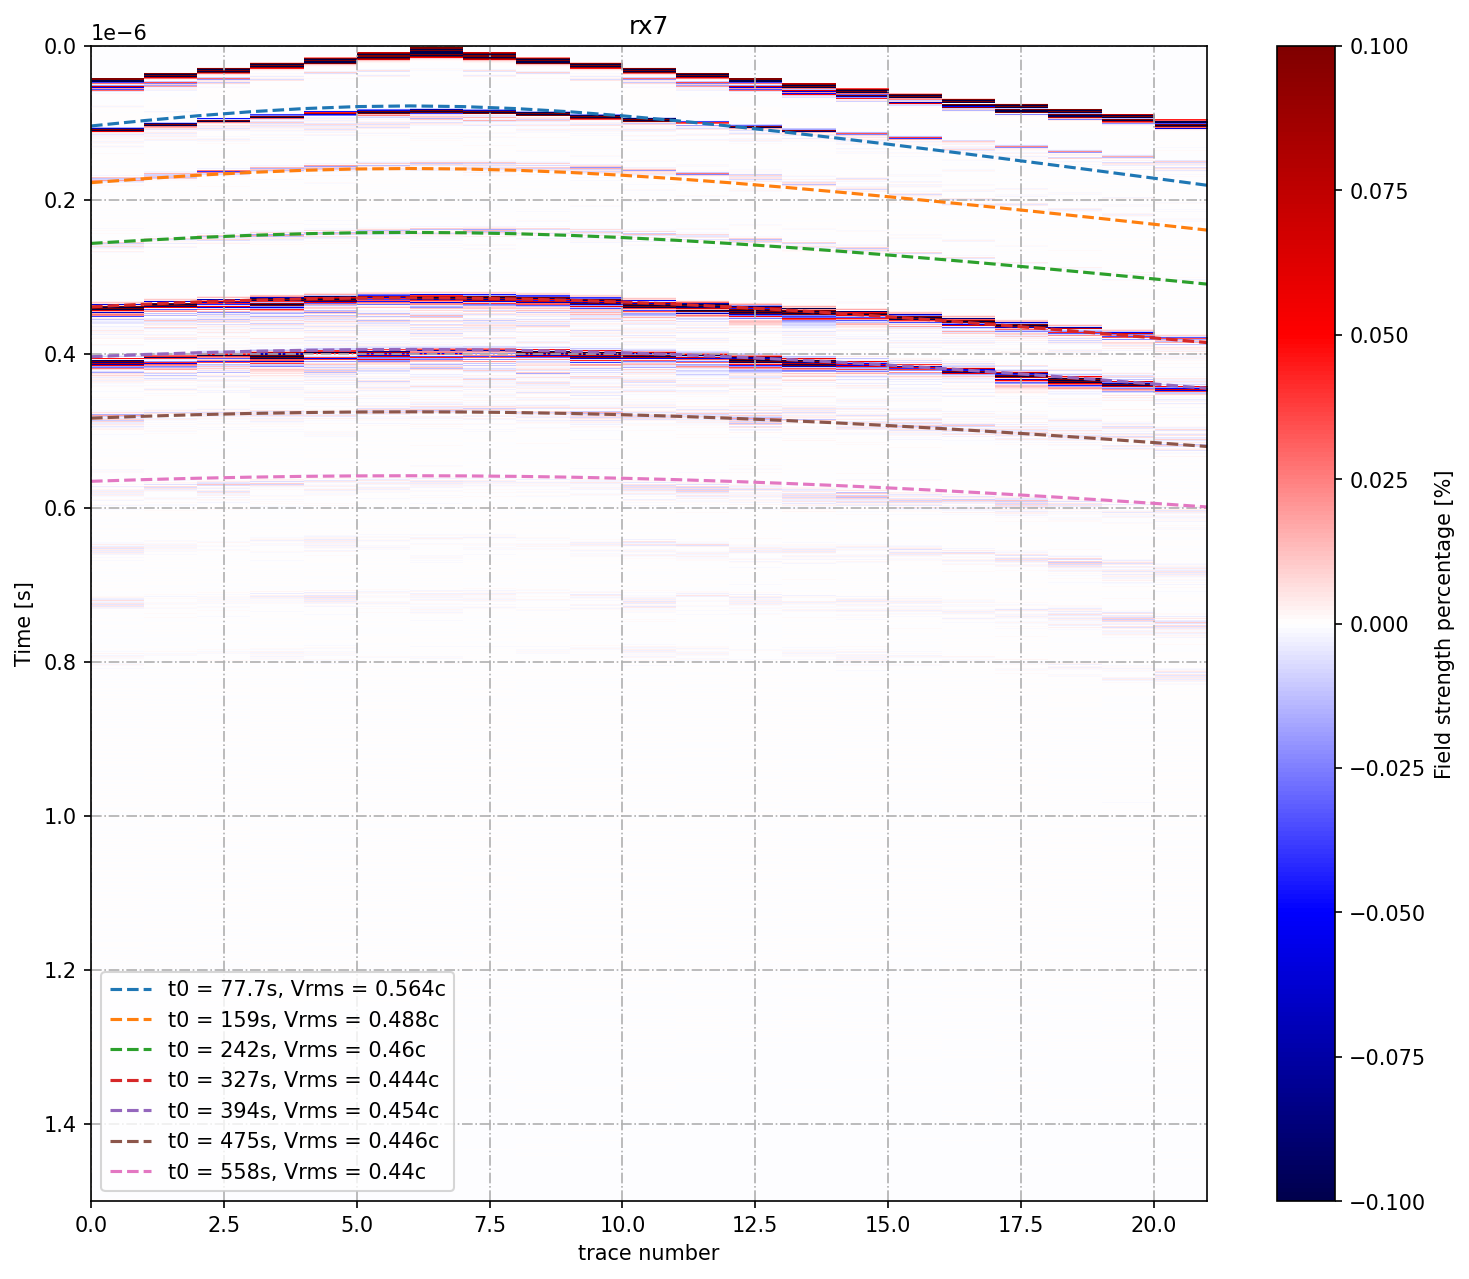 rx7
1e−6
0.0
0.2
0.4
0.6
0.8
1.0
1.2
1.4
Time [s]
t0 = 77.7s, Vrms = 0.564c
t0 = 159s, Vrms = 0.488c
t0 = 242s, Vrms = 0.46c
t0 = 327s, Vrms = 0.444c
t0 = 394s, Vrms = 0.454c
t0 = 475s, Vrms = 0.446c
t0 = 558s, Vrms = 0.44c
0.0 2.5 5.0 7.5 10.0 12.5 15.0 17.5 20.0
trace number
0.100
0.075
0.050
0.025
0.000
−0.025
−0.050
−0.075
−0.100
Field strength percentage [%]